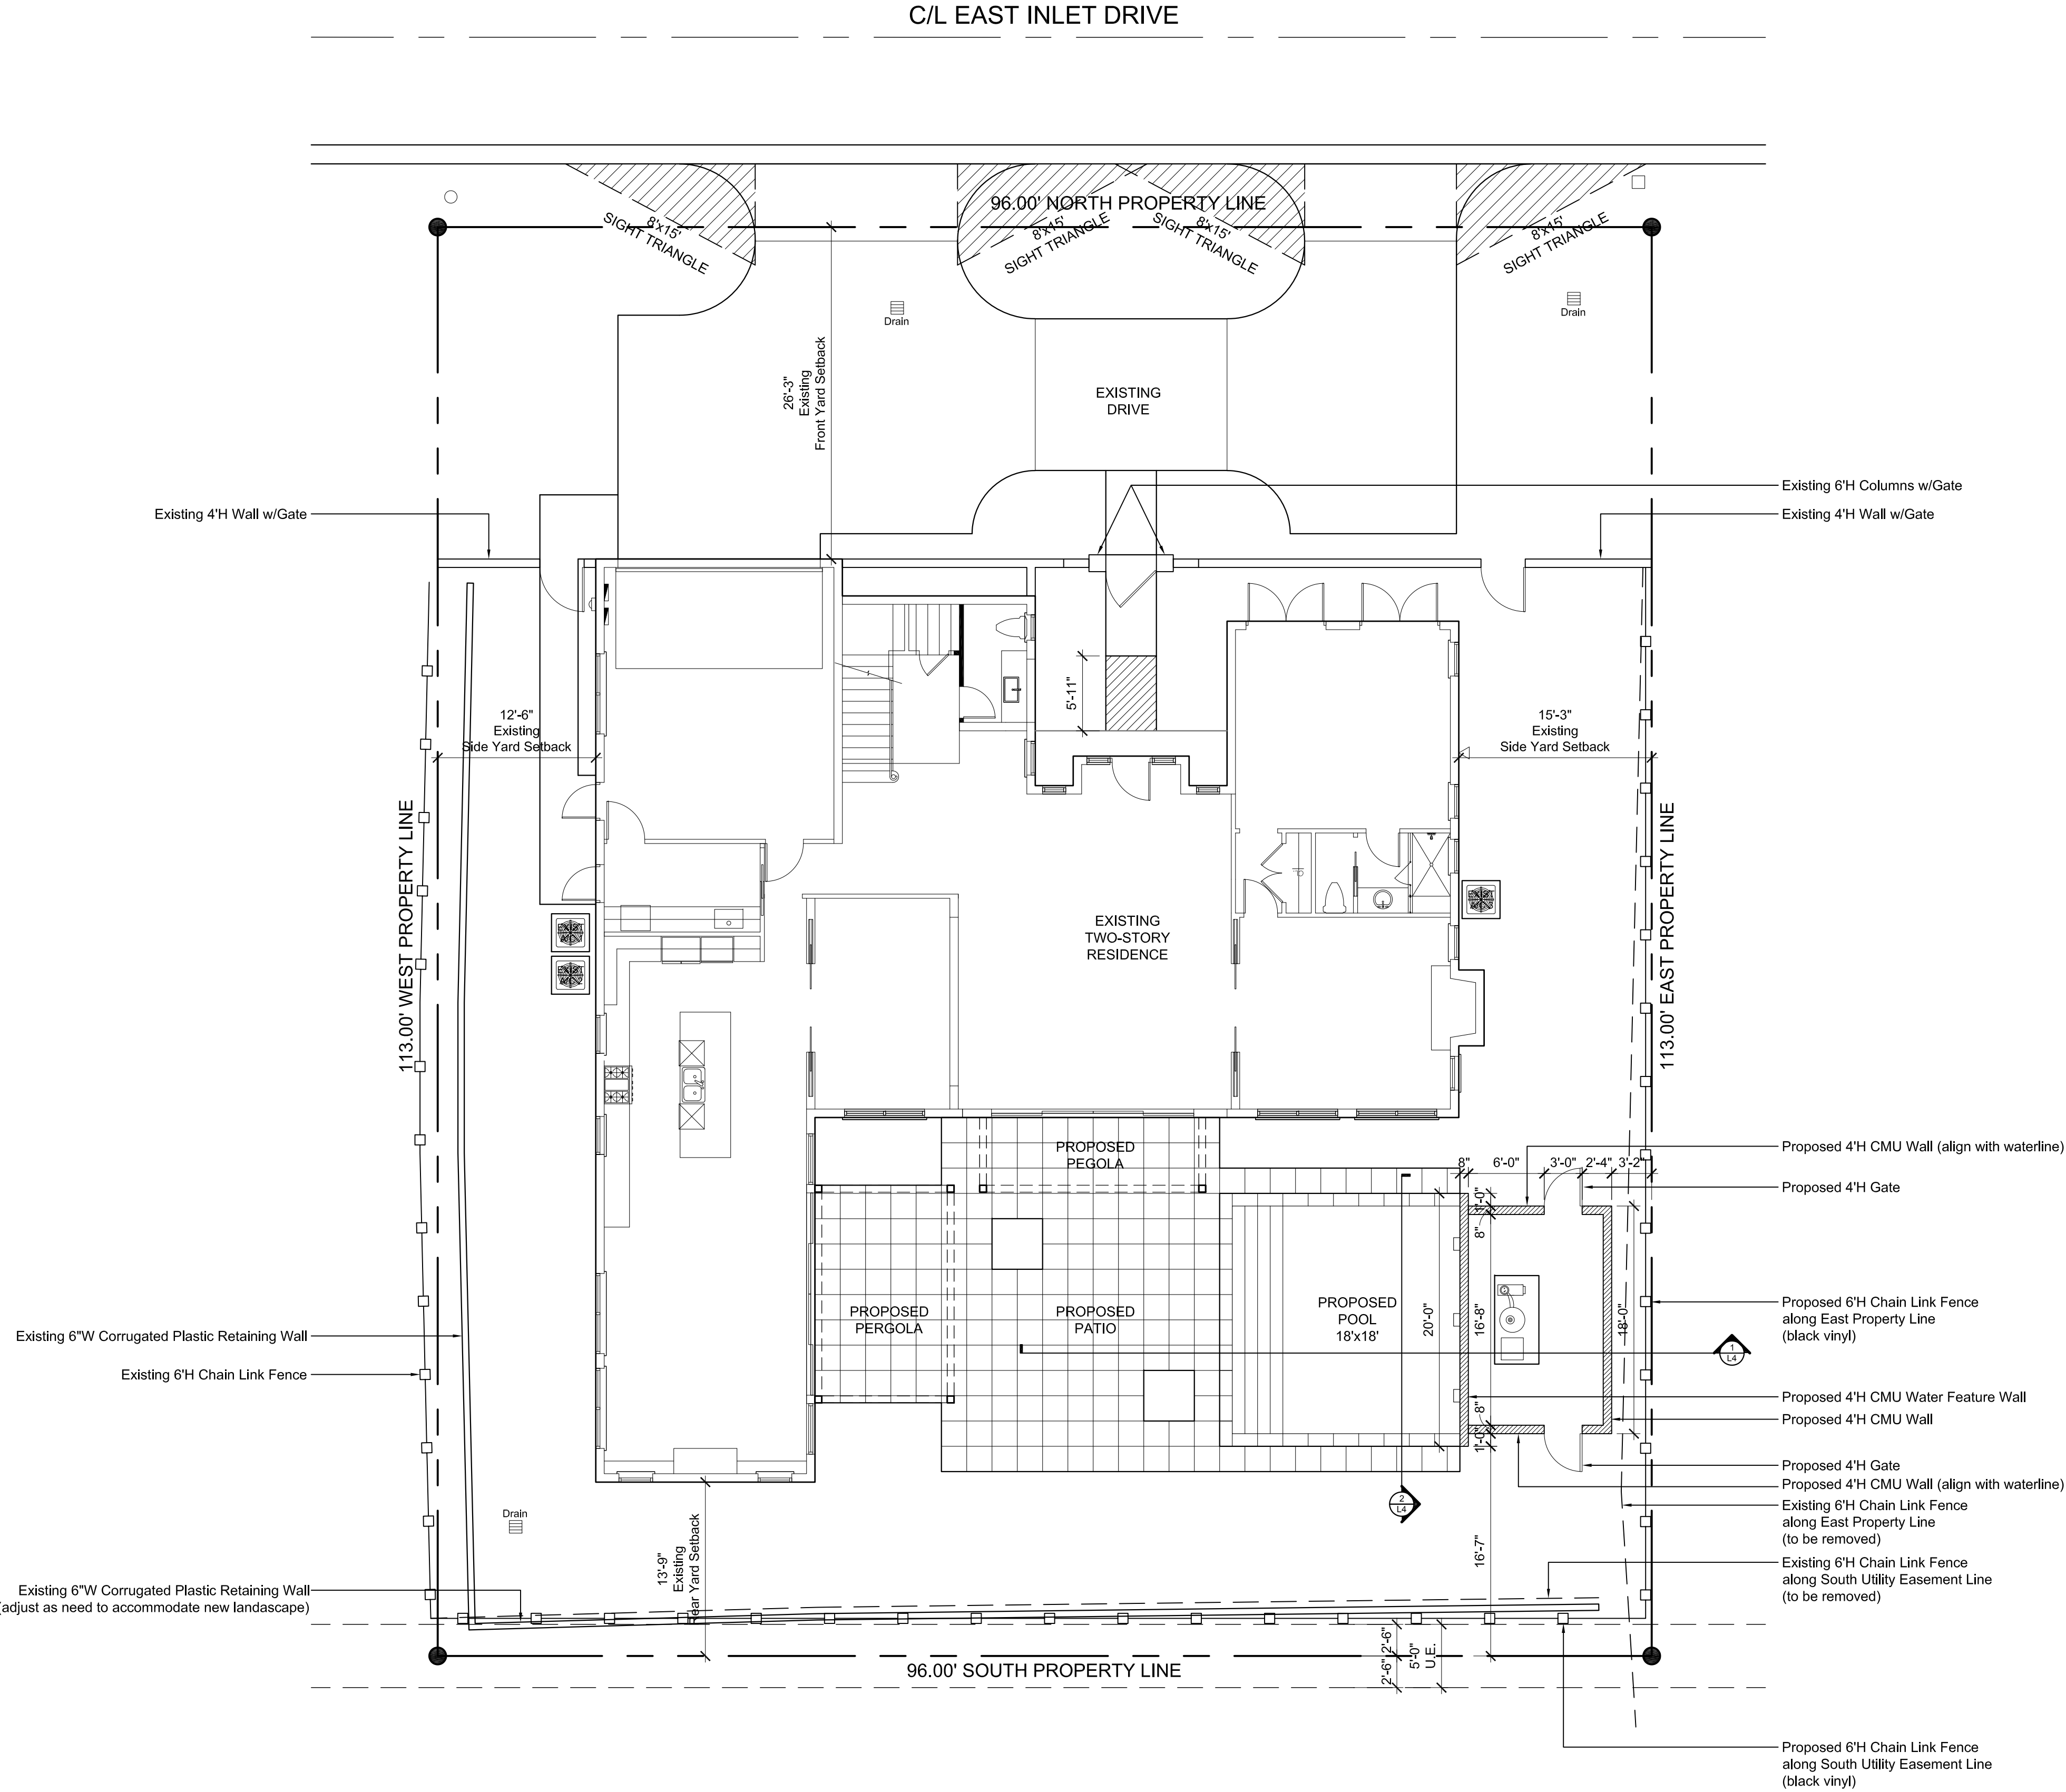 C/L EAST INLET DRIVE
96.00' NORTH PROPERTY LINE
8'x15'
SIGHT TRIANGLE
8'x15'
SIGHT TRIANGLE
8'x15'
SIGHT TRIANGLE
8'x15'
SIGHT TRIANGLE
Drain
Drain
26'-3"
Existing
Front Yard Setback
EXISTING
DRIVE
Existing 4'H Wall w/Gate
Existing 6'H Columns w/Gate
Existing 4'H Wall w/Gate
5'-11"
12'-6"
Existing
Side Yard Setback
15'-3"
Existing
Side Yard Setback
113.00' WEST PROPERTY LINE
113.00' EAST PROPERTY LINE
EXISTING
TWO-STORY
RESIDENCE
EXIST
EXIST
A/C-2
EXIST
PROPOSED
PEGOLA
8"
6'-0"
3'-0"
2'-4"
3'-2"
Proposed 4'H CMU Wall (align with waterline)
Proposed 4'H Gate
1'-0"
8"
PROPOSED
PERGOLA
PROPOSED
PATIO
PROPOSED
POOL
18'x18'
20'-0"
16'-8"
18'-0"
Proposed 6'H Chain Link Fence
along East Property Line
(black vinyl)
Existing 6"W Corrugated Plastic Retaining Wall
Existing 6'H Chain Link Fence
1
L4
8"
1'-0"
Proposed 4'H CMU Water Feature Wall
Proposed 4'H CMU Wall
Proposed 4'H Gate
Proposed 4'H CMU Wall (align with waterline)
Existing 6'H Chain Link Fence
along East Property Line
(to be removed)
2
L4
Drain
13'-9"
Existing
Rear Yard Setback
16'-7"
Existing 6'H Chain Link Fence
along South Utility Easement Line
(to be removed)
Existing 6"W Corrugated Plastic Retaining Wall
(adjust as need to accommodate new landascape)
2'-6"
2'-6"
5'-0"
U.E.
96.00' SOUTH PROPERTY LINE
Proposed 6'H Chain Link Fence
along South Utility Easement Line
(black vinyl)